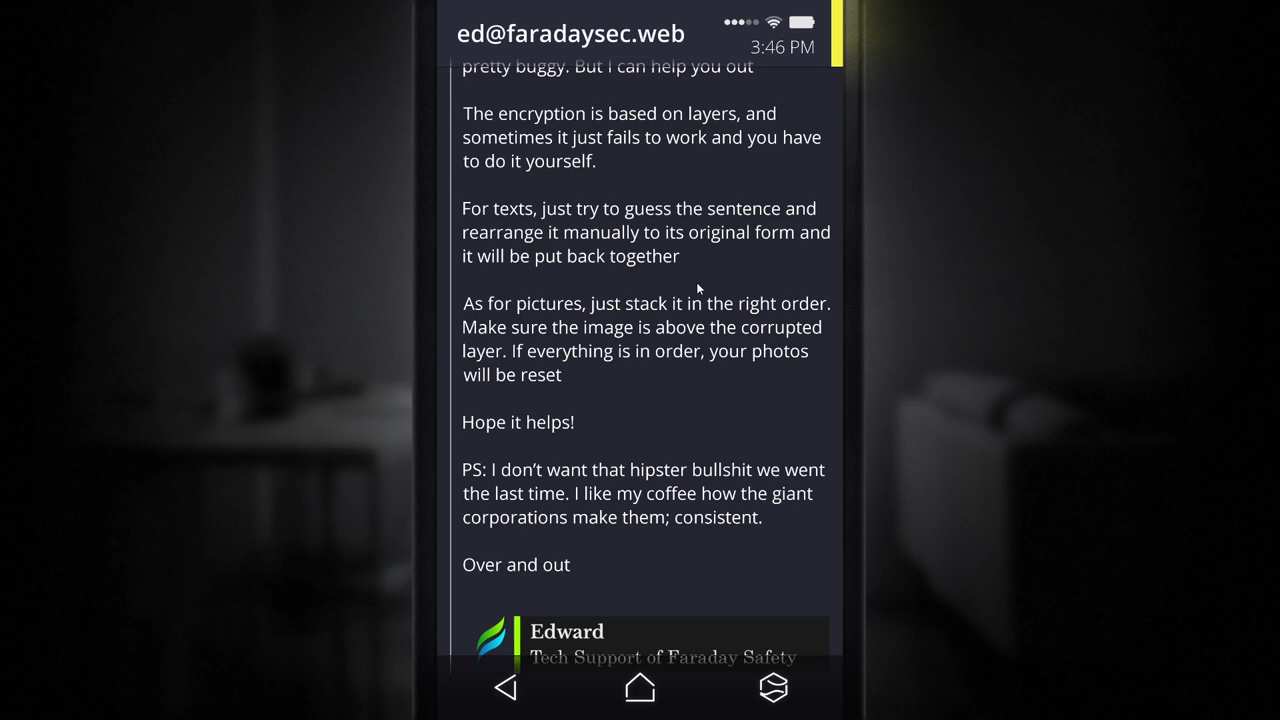 ed@faradaysec.web
3:46 PM
pretty buggy. But I can help you out
The encryption is based on layers, and
sometimes it just fails to work and you have
to do it yourself.
For texts, just try to guess the sentence and
rearrange it manually to its original form and
it will be put back together
As for pictures, just stack it in the right order.
Make sure the image is above the corrupted
layer. If everything is in order, your photos
will be reset
Hope it helps!
PS: I don’t want that hipster bullshit we went
the last time. I like my coffee how the giant
corporations make them; consistent.
Over and out
Edward
Tech Support of Faraday Safety